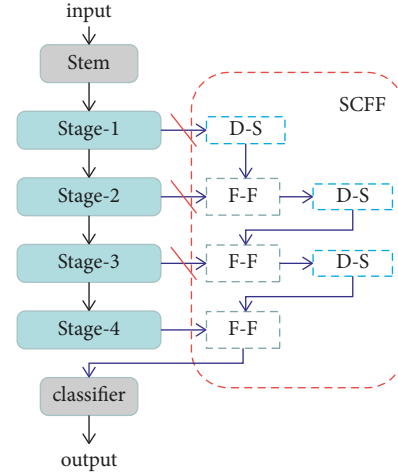 input
Stem
SCFF
Stage-1
D-S
Stage-2
F-F
D-S
Stage-3
F-F
D-S
Stage-4
F-F
classifier
output